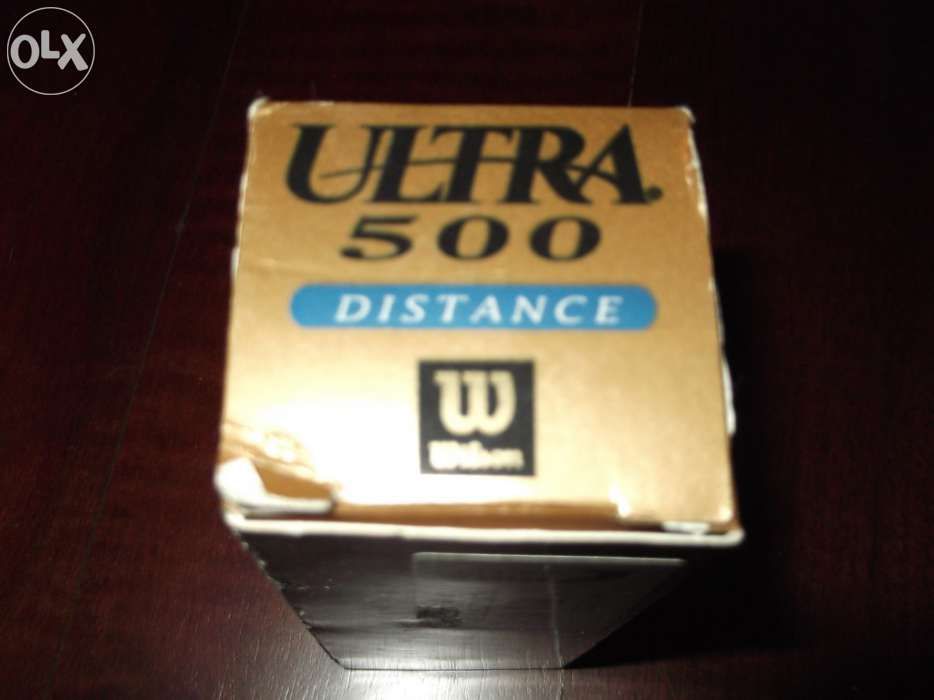 OLX
ULTRA
500
DISTANCE
W
Wilson